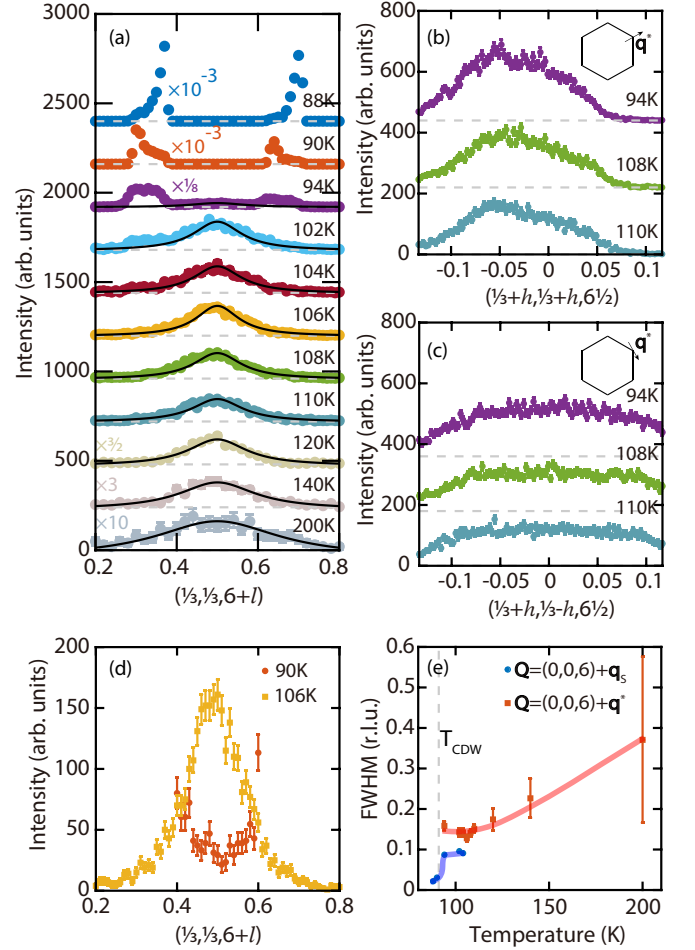 (a)
2800
2400
2000
1500
1000
500
0
Intensity (arb. units)
×10⁻³
88K
×10⁻³
90K
×⅛
94K
102K
104K
106K
108K
110K
×3⁄2
120K
×3
140K
×10
200K
0.2 0.4 0.6 0.8
(⅓,⅓,6+l)
(b)
q*
800
600
400
200
0
Intensity (arb. units)
94K
108K
110K
-0.1 -0.05 0 0.05 0.1
(⅓+h,⅓+h,6½)
(c)
q*
800
600
400
200
0
Intensity (arb. units)
94K
108K
110K
-0.1 -0.05 0 0.05 0.1
(⅓+h,⅓-h,6½)
(d)
90K
106K
200
150
100
50
0
Intensity (arb. units)
0.2 0.4 0.6 0.8
(⅓,⅓,6+l)
(e)
Q=(0,0,6)+qS
Q=(0,0,6)+q*
TCDW
0.6
0.5
0.4
0.3
0.2
0.1
0
FWHM (r.l.u.)
100 150 200
Temperature (K)